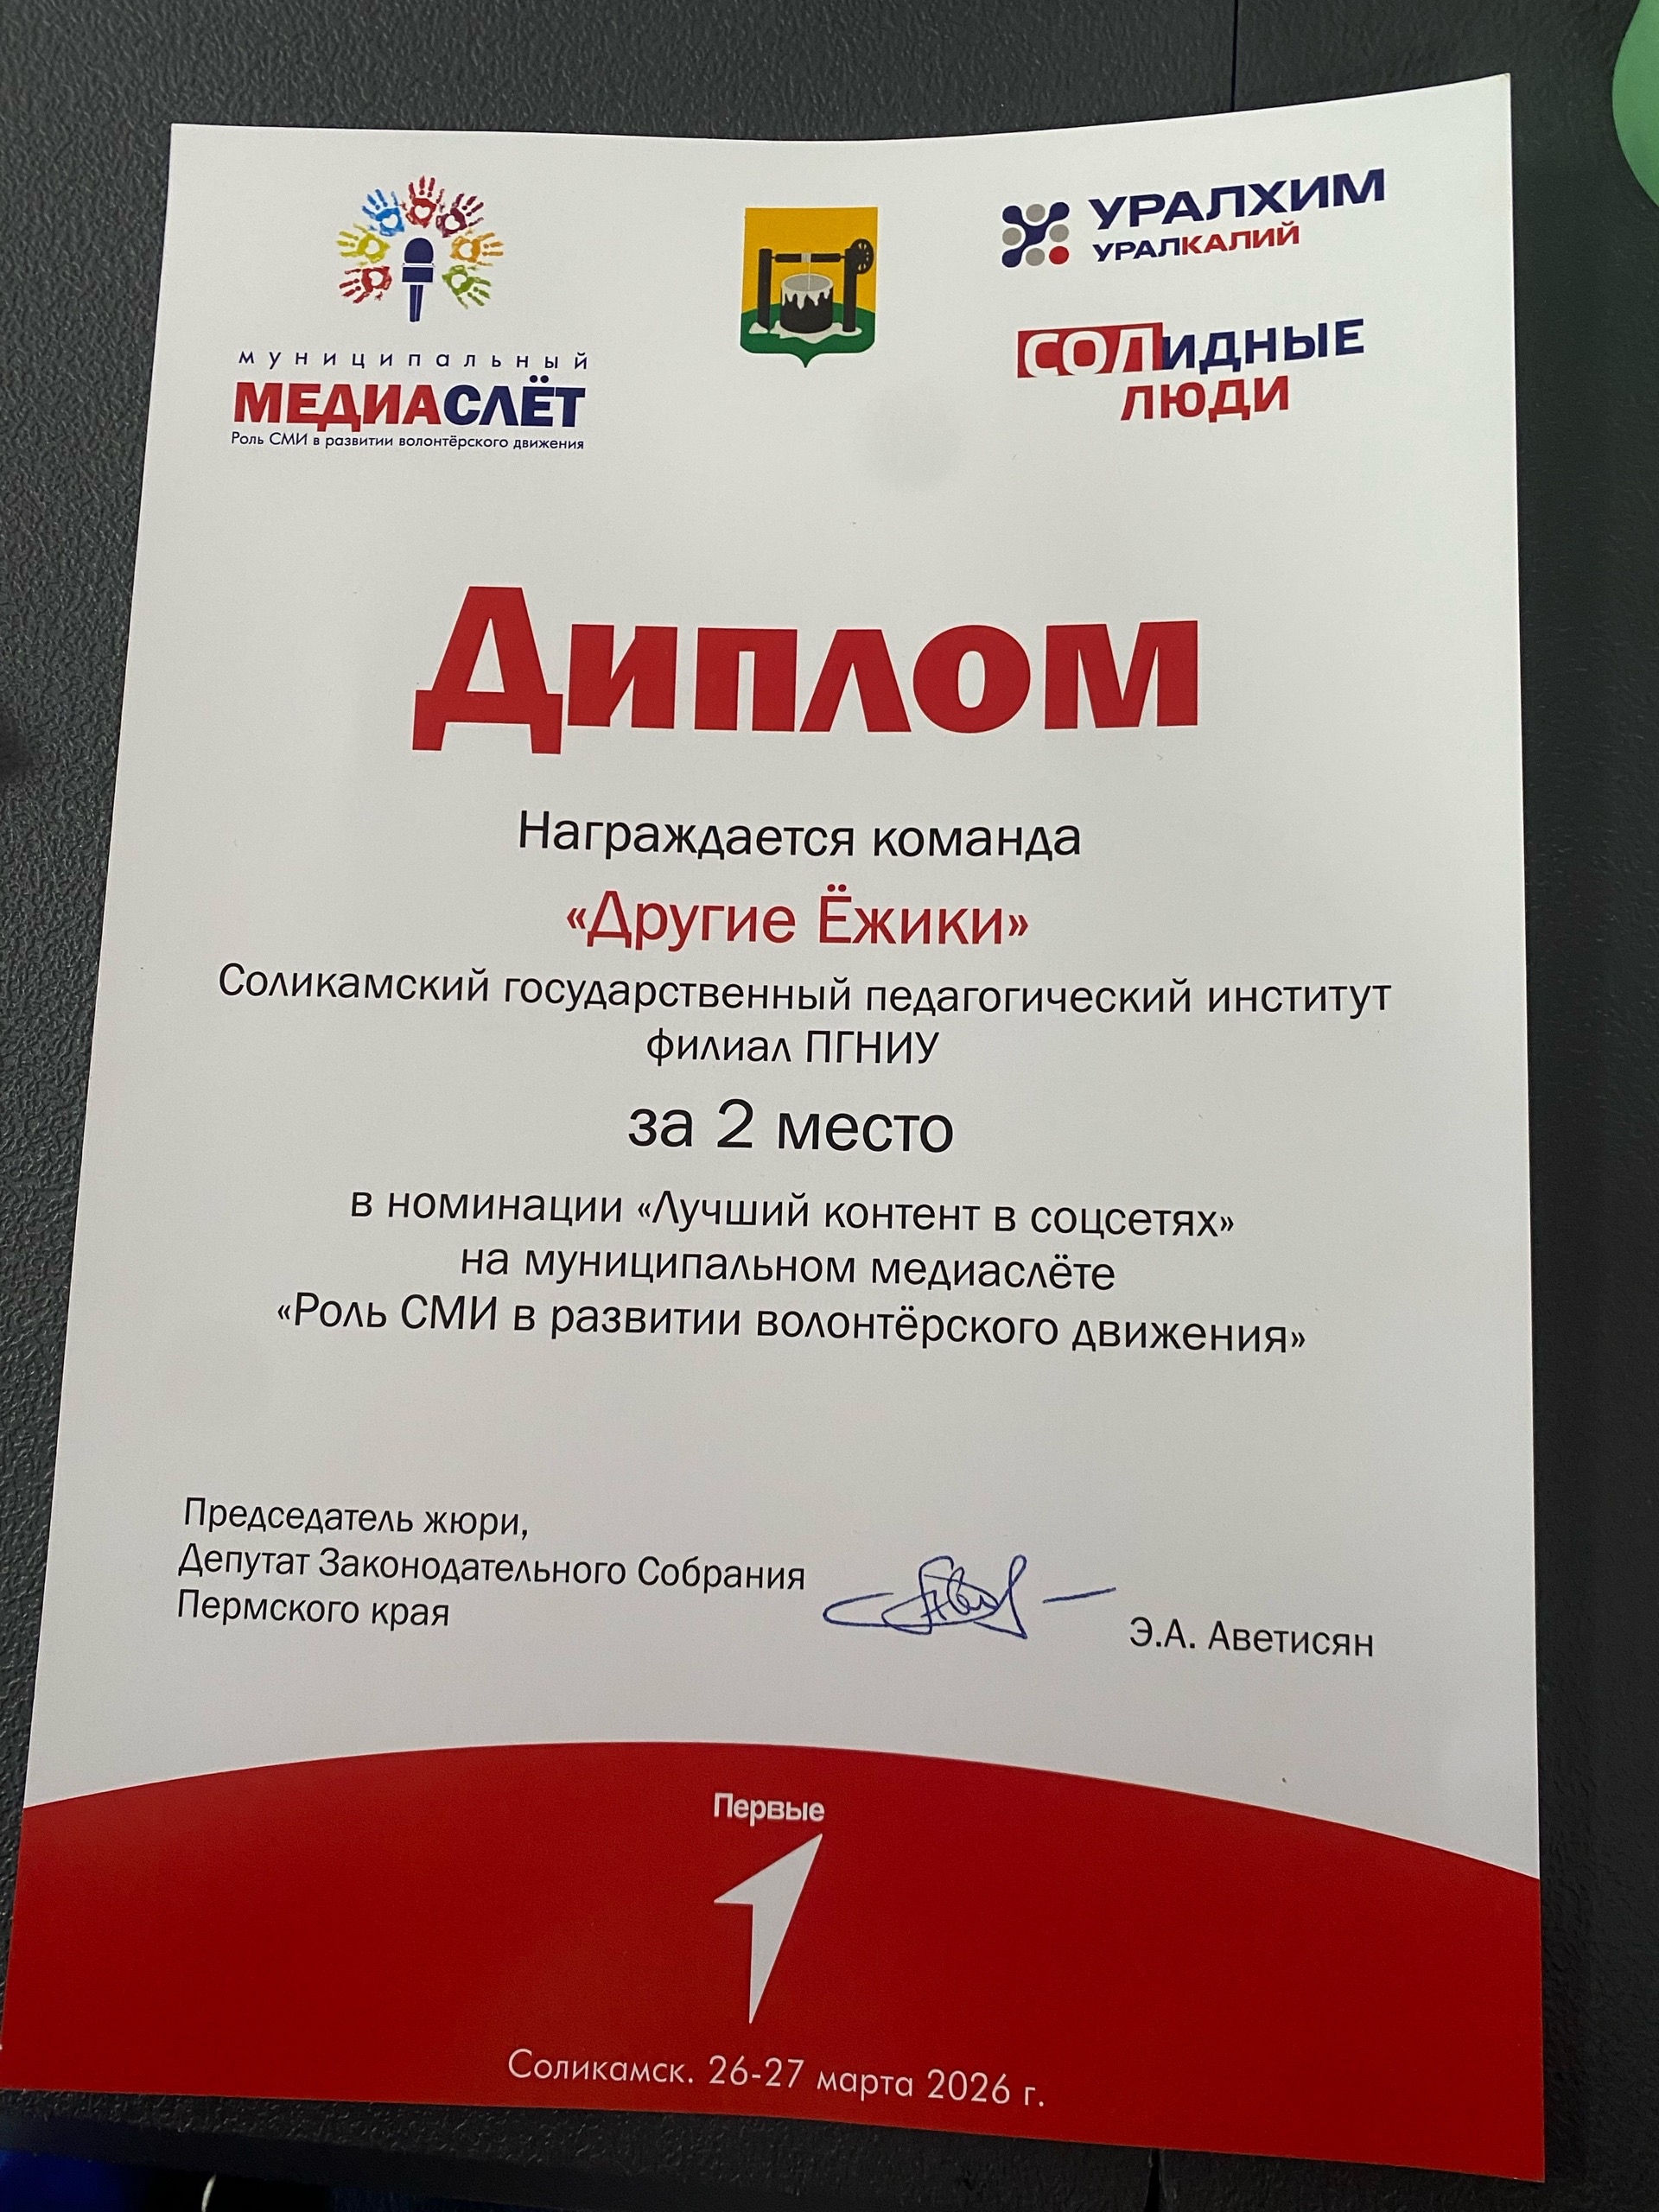 муниципальный
МЕДИАСЛЁТ
Роль СМИ в развитии волонтёрского движения
УРАЛХИМ
УРАЛКАЛИЙ
СОЛИДНЫЕ
ЛЮДИ
Диплом
Награждается команда
«Другие Ёжики»
Соликамский государственный педагогический институт
филиал ПГНИУ
за 2 место
в номинации «Лучший контент в соцсетях»
на муниципальном медиаслёте
«Роль СМИ в развитии волонтёрского движения»
Председатель жюри,
Депутат Законодательного Собрания
Пермского края
Э.А. Аветисян
Первые
Соликамск. 26-27 марта 2026 г.